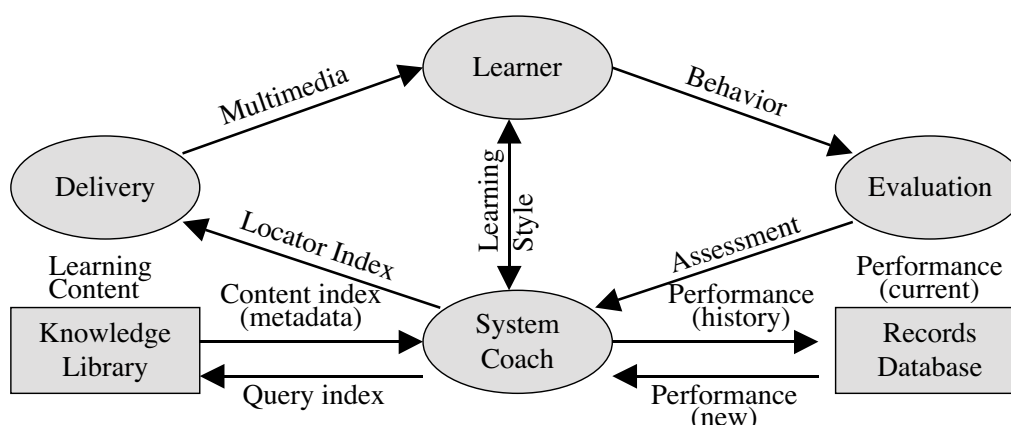 Learner
Multimedia
Behavior
Delivery
Learning
Style
Evaluation
Locator Index
Assessment
Learning
Content
Content index
(metadata)
Performance
(history)
Performance
(current)
Knowledge
Library
System
Coach
Records
Database
Query index
Performance
(new)